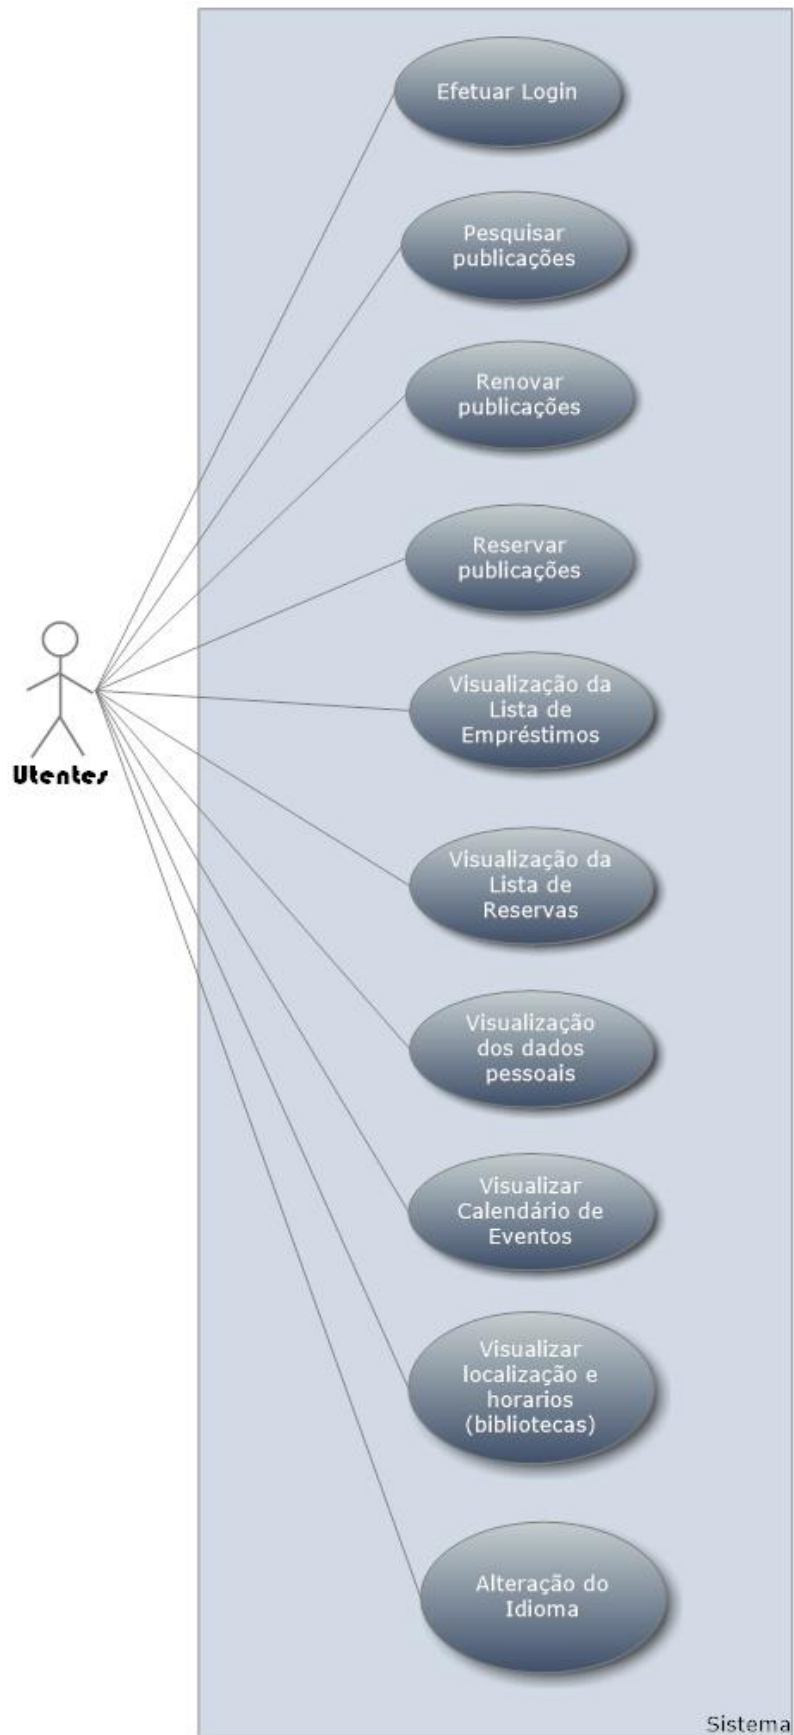 Efetuar Login
Pesquisar
publicações
Renovar
publicações
Reservar
publicações
Visualização da
Lista de
Empréstimos
Utentes
Visualização da
Lista de
Reservas
Visualização
dos dados
pessoais
Visualizar
Calendário de
Eventos
Visualizar
localização e
horarios
(bibliotecas)
Alteração do
Idioma
Sistema